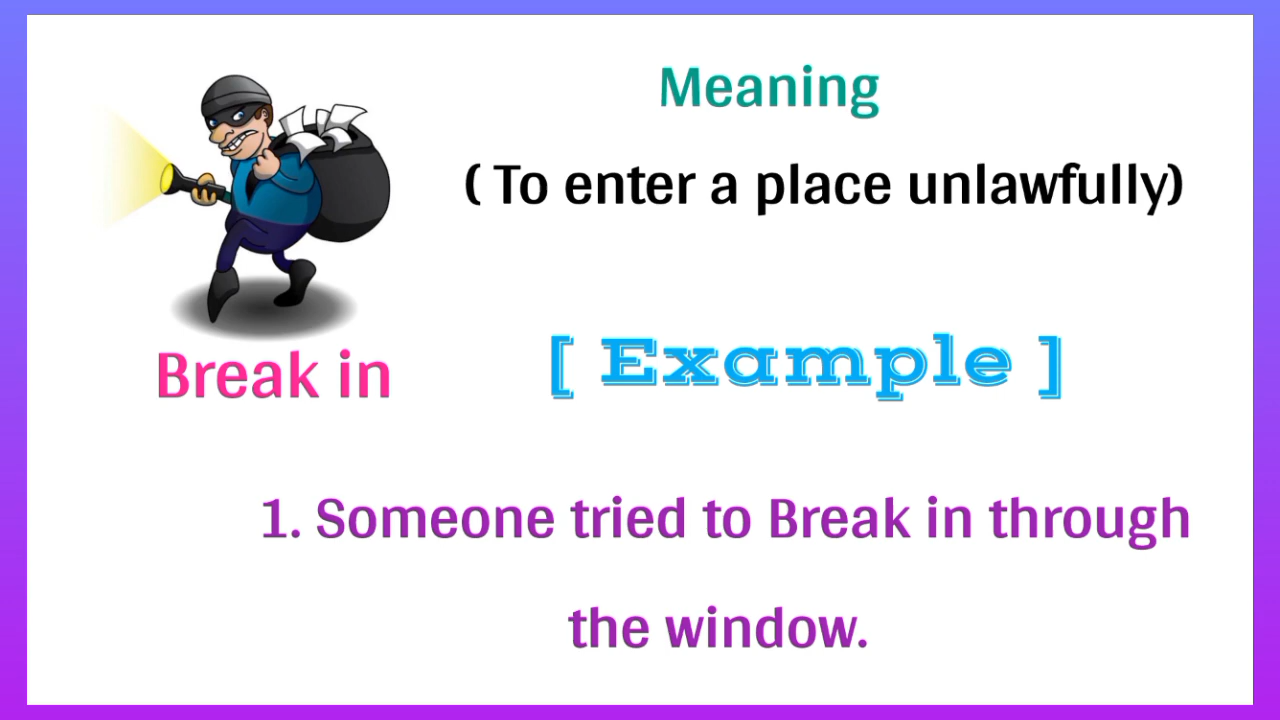 Meaning
( To enter a place unlawfully)
Break in
[ Example ]
1. Someone tried to Break in through
the window.